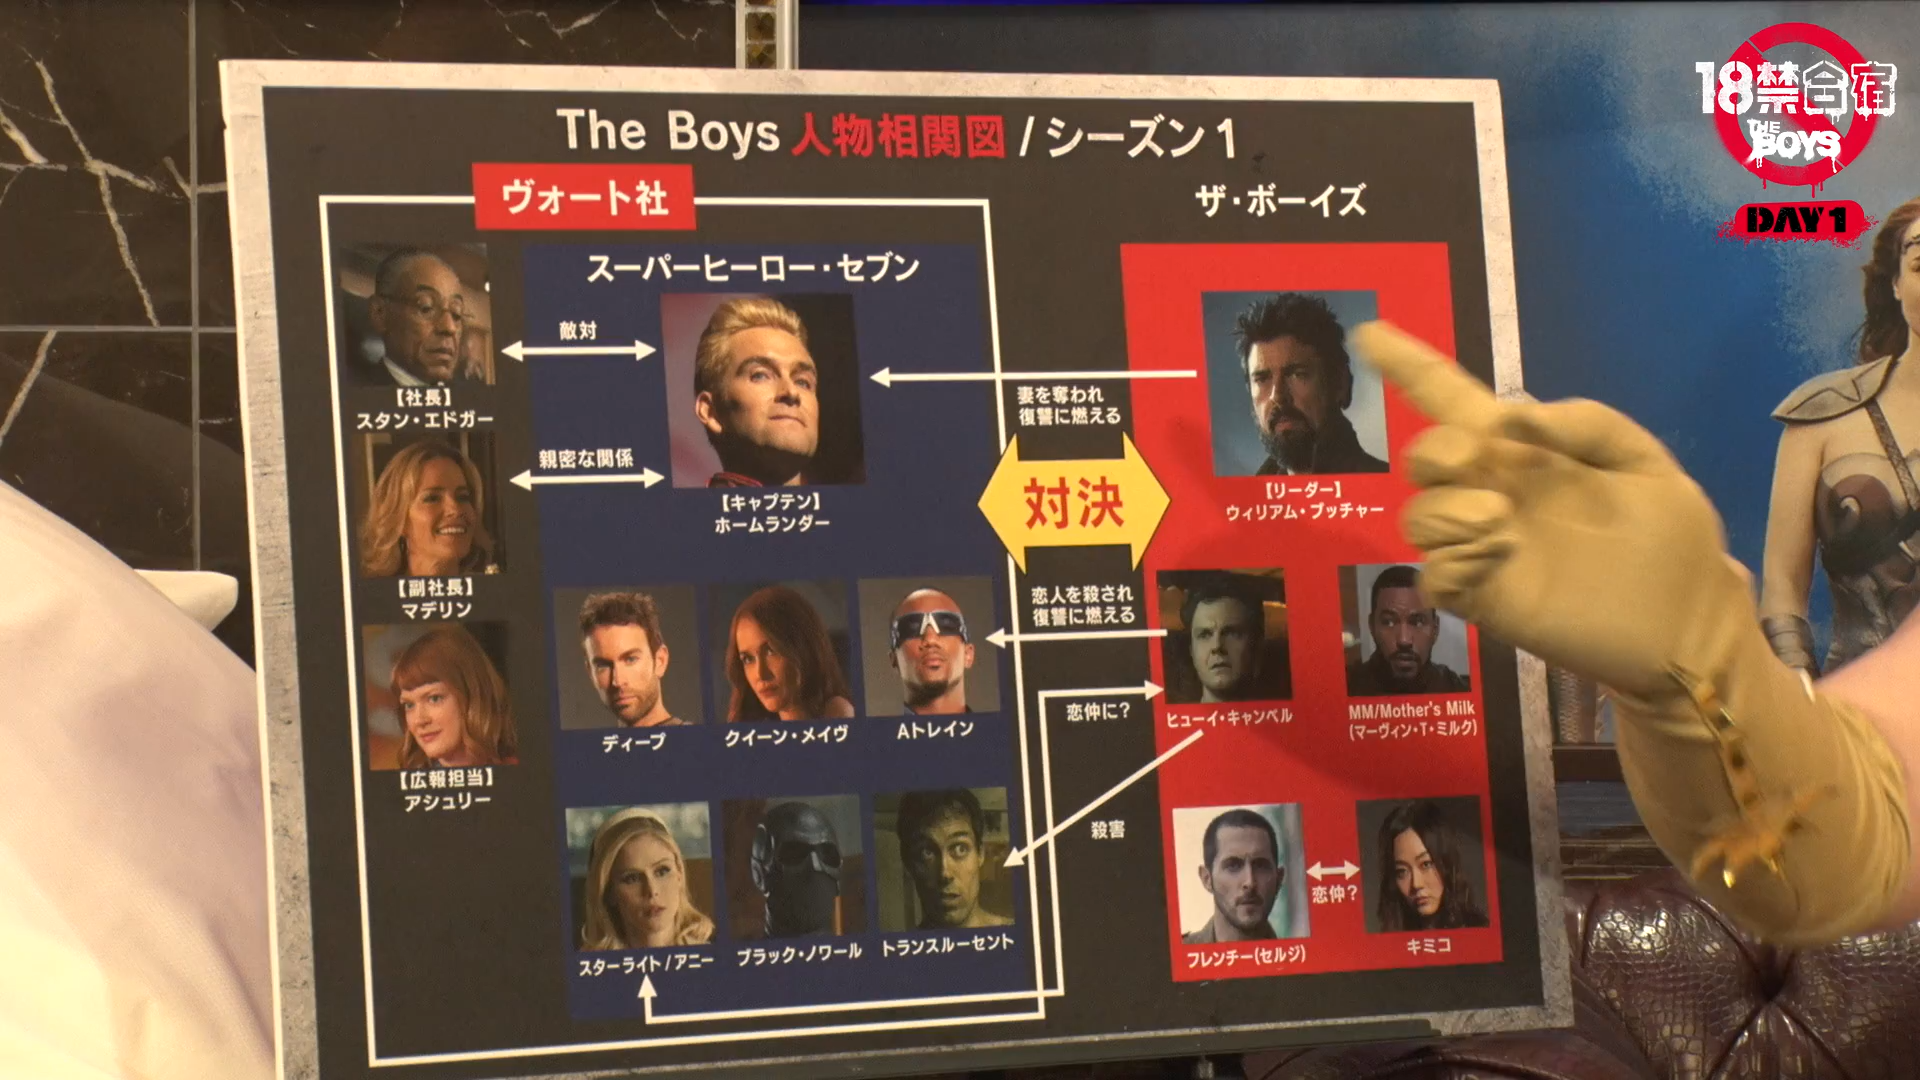 18禁合宿
THE
BOYS
DAY1
The Boys 人物相関図 / シーズン1
ヴォート社
ザ・ボーイズ
スーパーヒーロー・セブン
敵対
【社長】
スタン・エドガー
妻を奪われ
復讐に燃える
親密な関係
【キャプテン】
ホームランダー
対決
【リーダー】
ウィリアム・ブッチャー
【副社長】
マデリン
恋人を殺され
復讐に燃える
ディープ
クイーン・メイヴ
Aトレイン
恋仲に?
ヒューイ・キャンベル
MM/Mother's Milk
(マーヴィン・T・ミルク)
【広報担当】
アシュリー
殺害
恋仲?
スターライト/アニー
ブラック・ノワール
トランスルーセント
フレンチー(セルジ)
キミコ